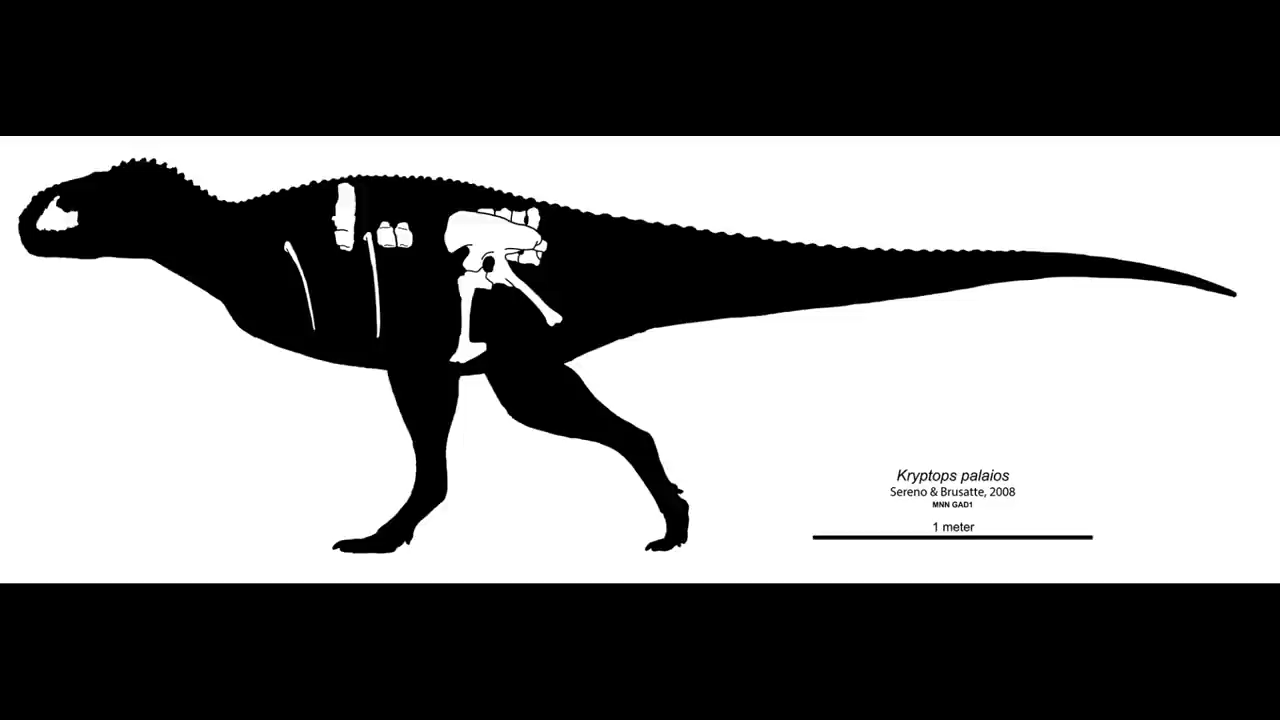 Kryptops palaios
Sereno & Brusatte, 2008
MNN GAD1
1 meter